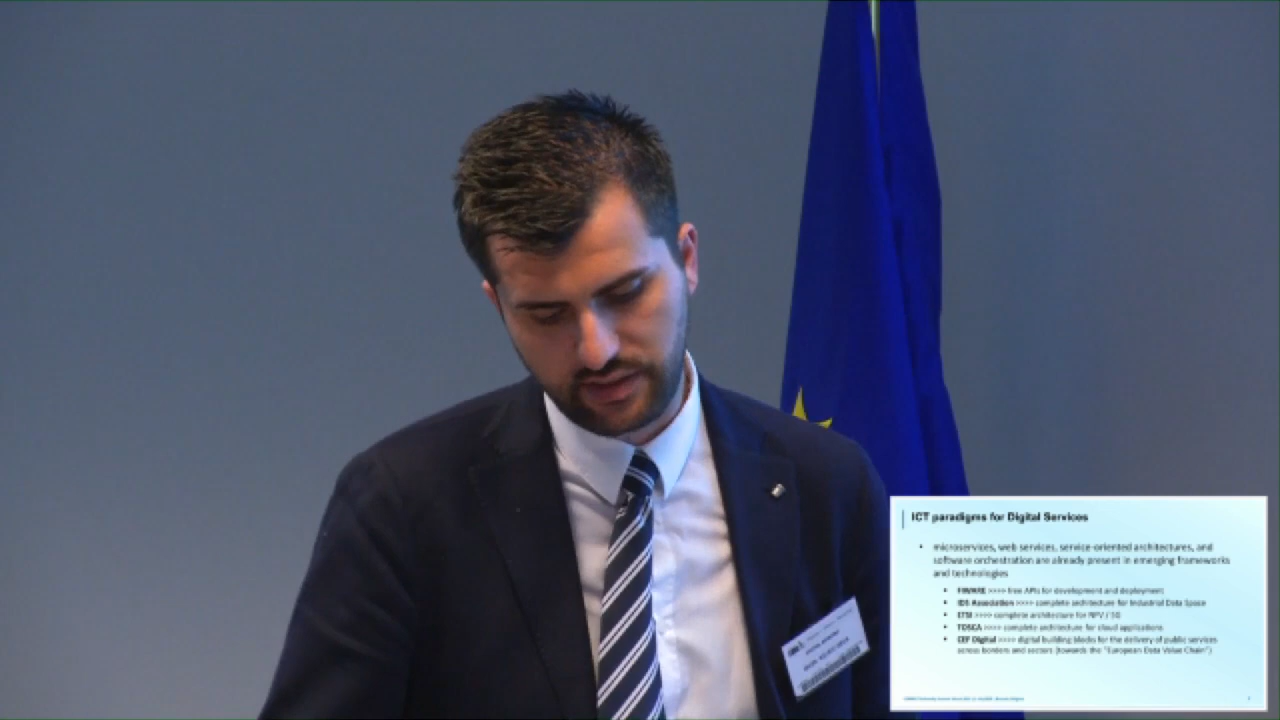 ICT paradigms for Digital Services
• microservices, web services, service-oriented architectures, and
software orchestration are already present in emerging frameworks
and technologies
• FIWARE >>>> free APIs for development and deployment
• IDS Association >>>> complete architecture for Industrial Data Space
• ETSI >>>> complete architecture for NFV / 5G
• TOSCA >>>> complete architecture for cloud applications
• CEF Digital >>>> digital building blocks for the delivery of public services
across borders and sectors (towards the "European Data Value Chain")